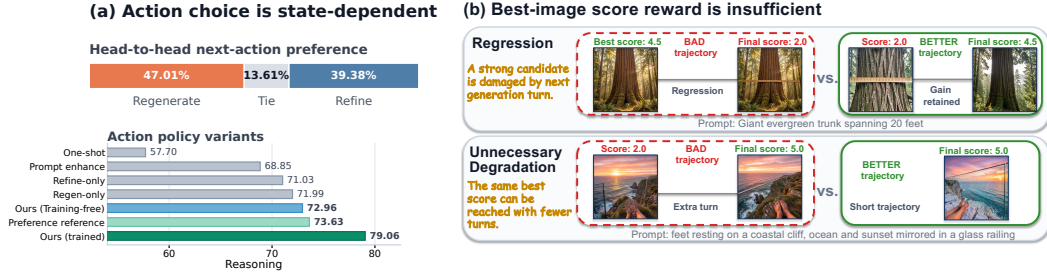 (a) Action choice is state-dependent
Head-to-head next-action preference
47.01% 13.61% 39.38%
Regenerate Tie Refine
Action policy variants
One-shot 57.70
Prompt enhance 68.85
Refine-only 71.03
Regen-only 71.99
Ours (Training-free) 72.96
Preference reference 73.63
Ours (trained) 79.06
60 70 80
Reasoning
(b) Best-image score reward is insufficient
Regression
A strong candidate
is damaged by next
generation turn.
Best score: 4.5 BAD trajectory Final score: 2.0
Regression
vs.
Score: 2.0 BETTER trajectory Final score: 4.5
Gain
retained
Prompt: Giant evergreen trunk spanning 20 feet
Unnecessary
Degradation
The same best
score can be
reached with fewer
turns.
Score: 2.0 BAD trajectory Final score: 5.0
Extra turn
vs.
BETTER trajectory Final score: 5.0
Short trajectory
Prompt: feet resting on a coastal cliff, ocean and sunset mirrored in a glass railing